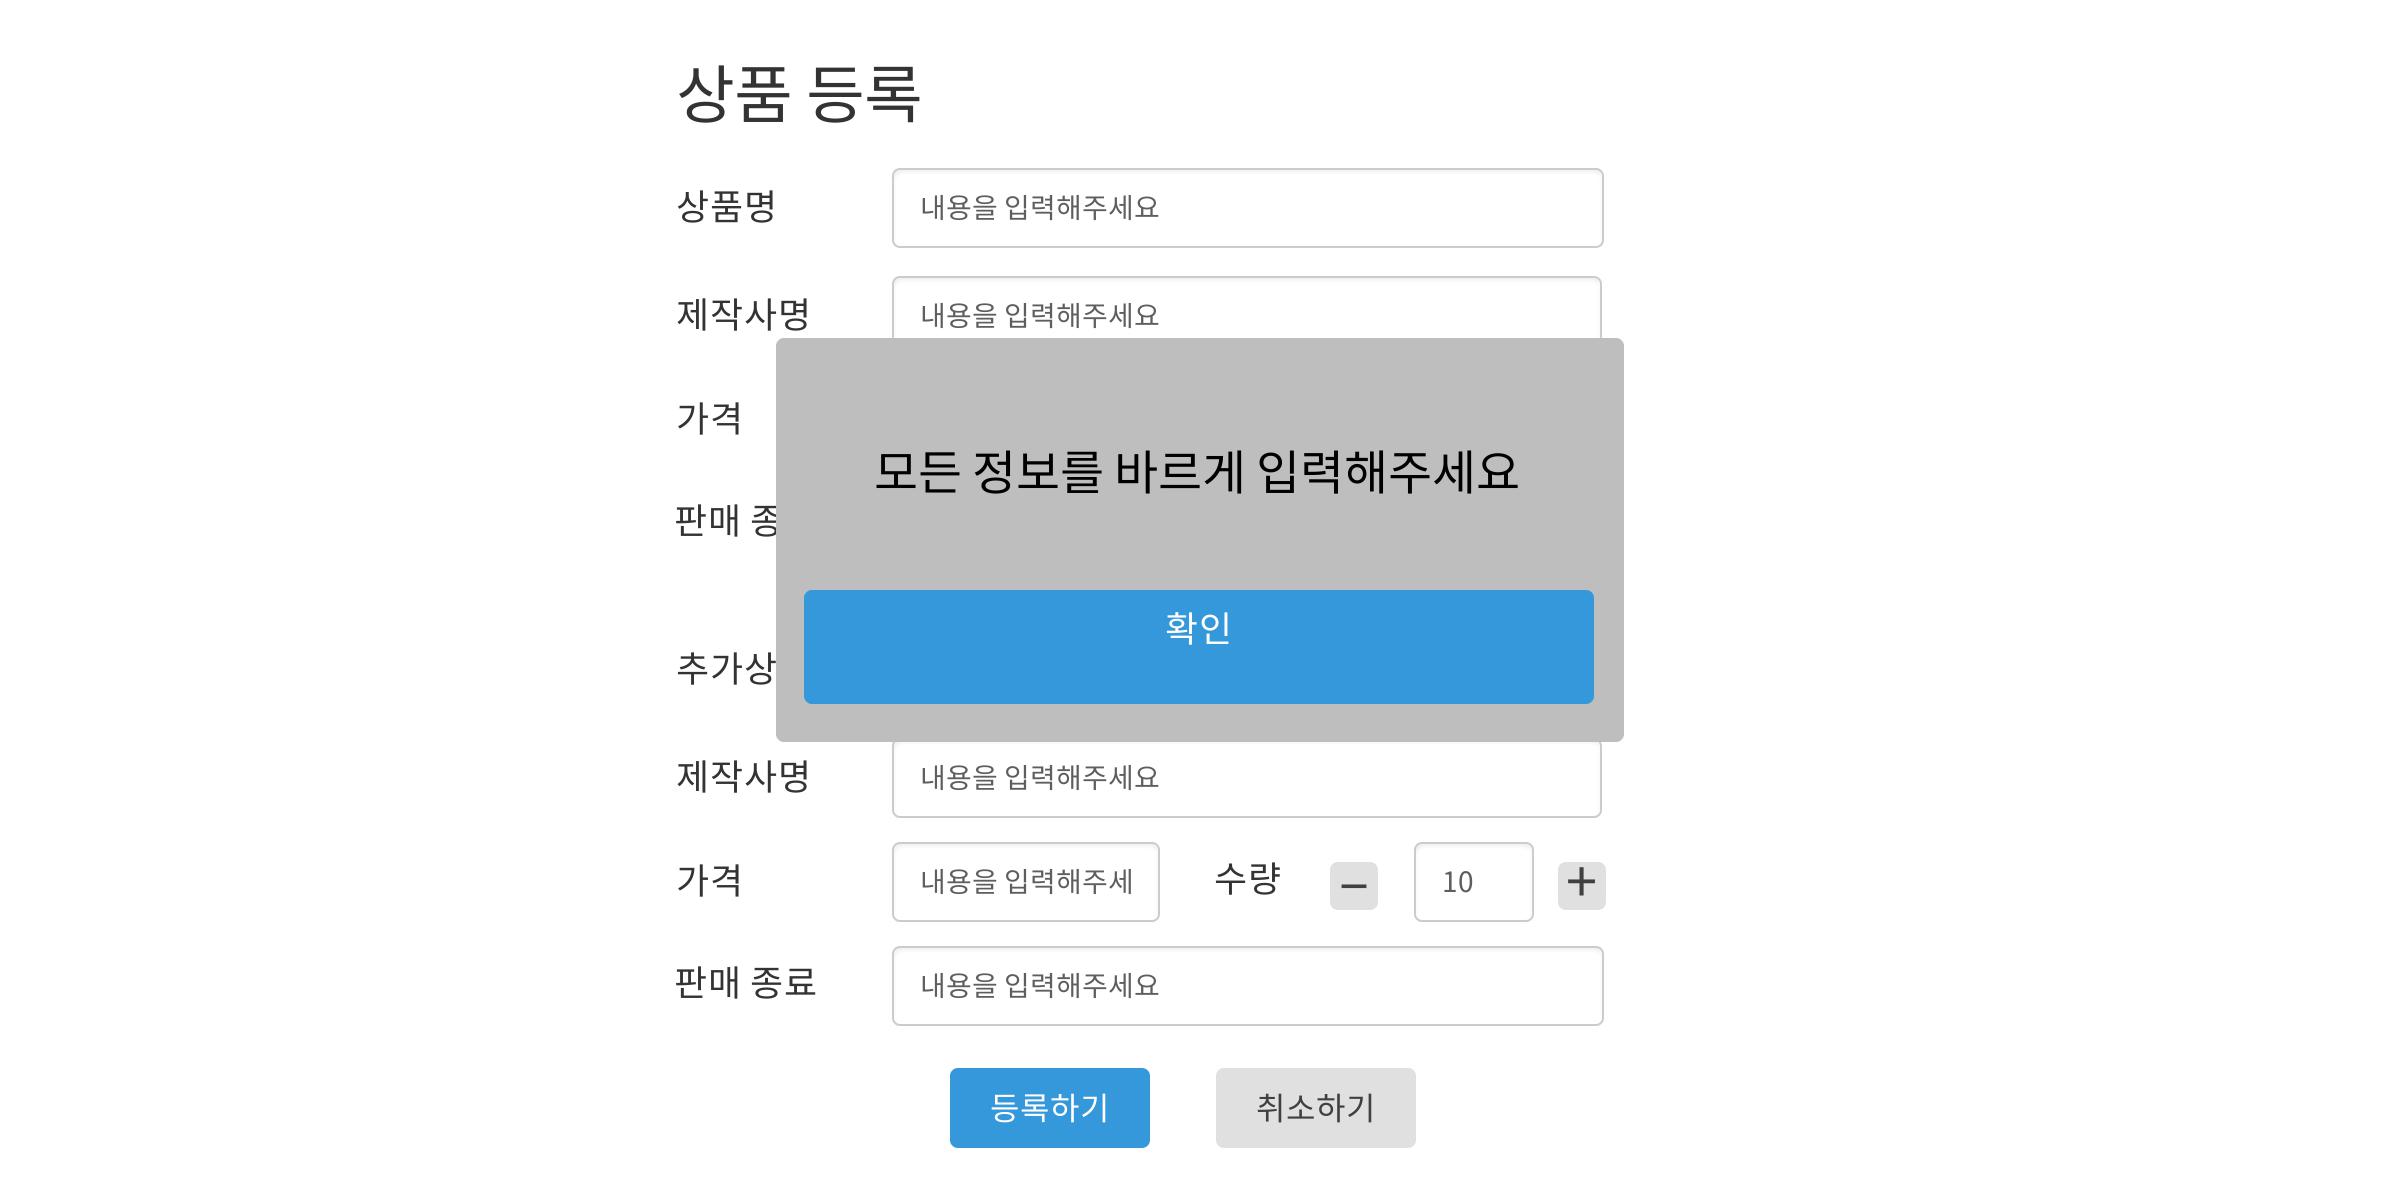 상품 등록
상품명 내용을 입력해주세요
제작사명 내용을 입력해주세요
가격
모든 정보를 바르게 입력해주세요
판매
확인
제작사명 내용을 입력해주세요
가격 내용을 입력해주세 수량 − 10 +
판매 종료 내용을 입력해주세요
등록하기 취소하기